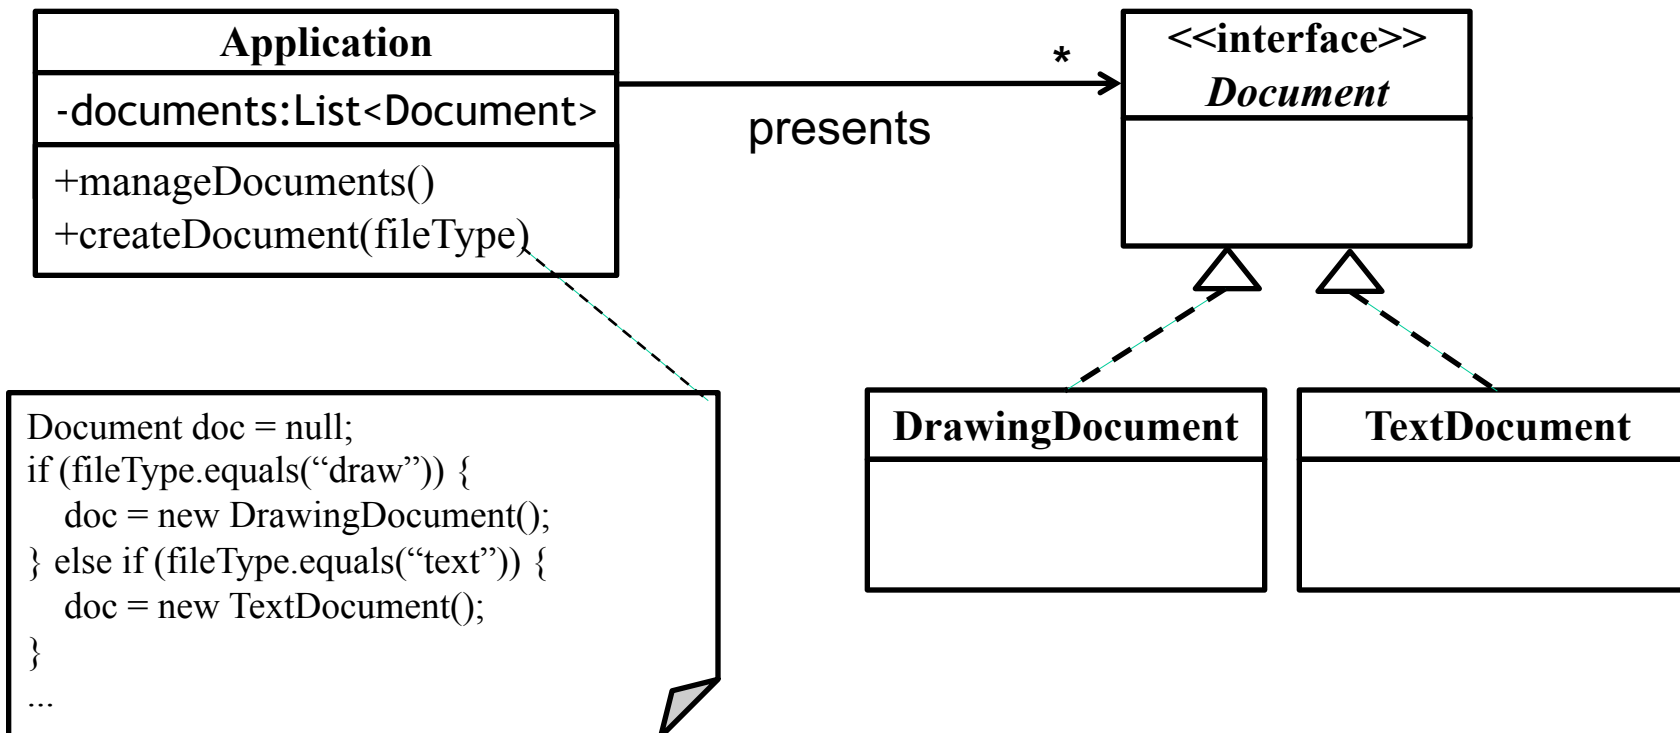 Application
-documents:List<Document>
+manageDocuments()
+createDocument(fileType)
*
presents
<<interface>>
Document
Document doc = null;
if (fileType.equals(“draw”)) {
doc = new DrawingDocument();
} else if (fileType.equals(“text”)) {
doc = new TextDocument();
}
...
DrawingDocument
TextDocument